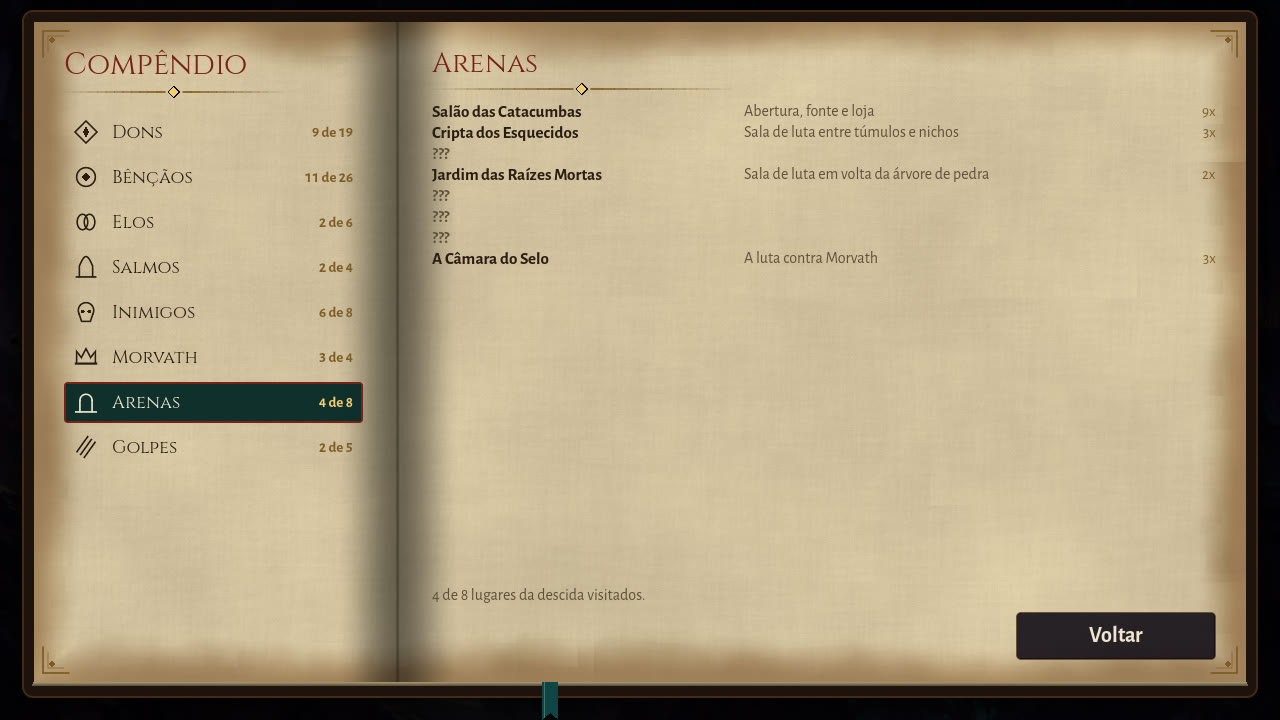 Compêndio
Dons 9 de 19
Bênçãos 11 de 26
Elos 2 de 6
Salmos 2 de 4
Inimigos 6 de 8
Morvath 3 de 4
Arenas 4 de 8
Golpes 2 de 5
Arenas
Salão das Catacumbas Abertura, fonte e loja 9x
Cripta dos Esquecidos Sala de luta entre túmulos e nichos 3x
???
Jardim das Raízes Mortas Sala de luta em volta da árvore de pedra 2x
???
???
???
A Câmara do Selo A luta contra Morvath 3x
4 de 8 lugares da descida visitados.
Voltar